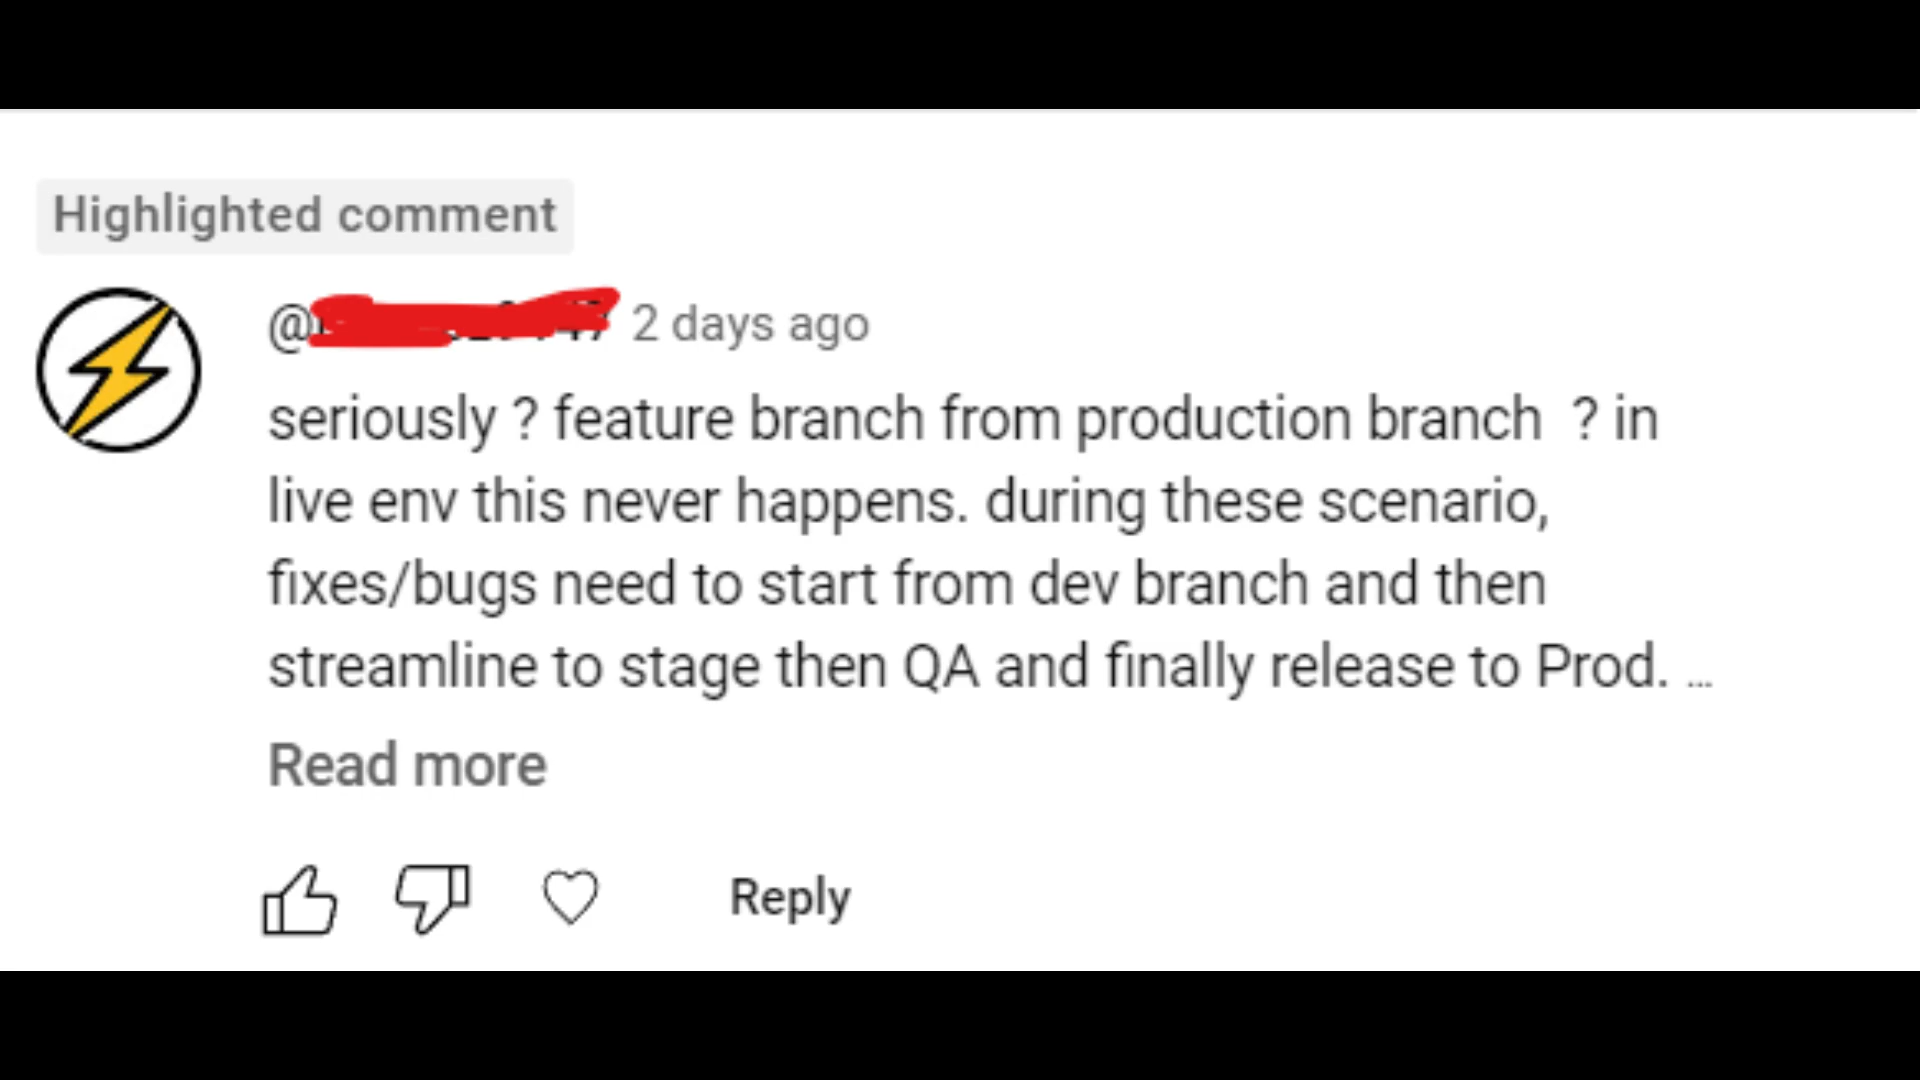 Highlighted comment
@ 2 days ago
seriously ? feature branch from production branch  ? in
live env this never happens. during these scenario,
fixes/bugs need to start from dev branch and then
streamline to stage then QA and finally release to Prod. ...
Read more
Reply